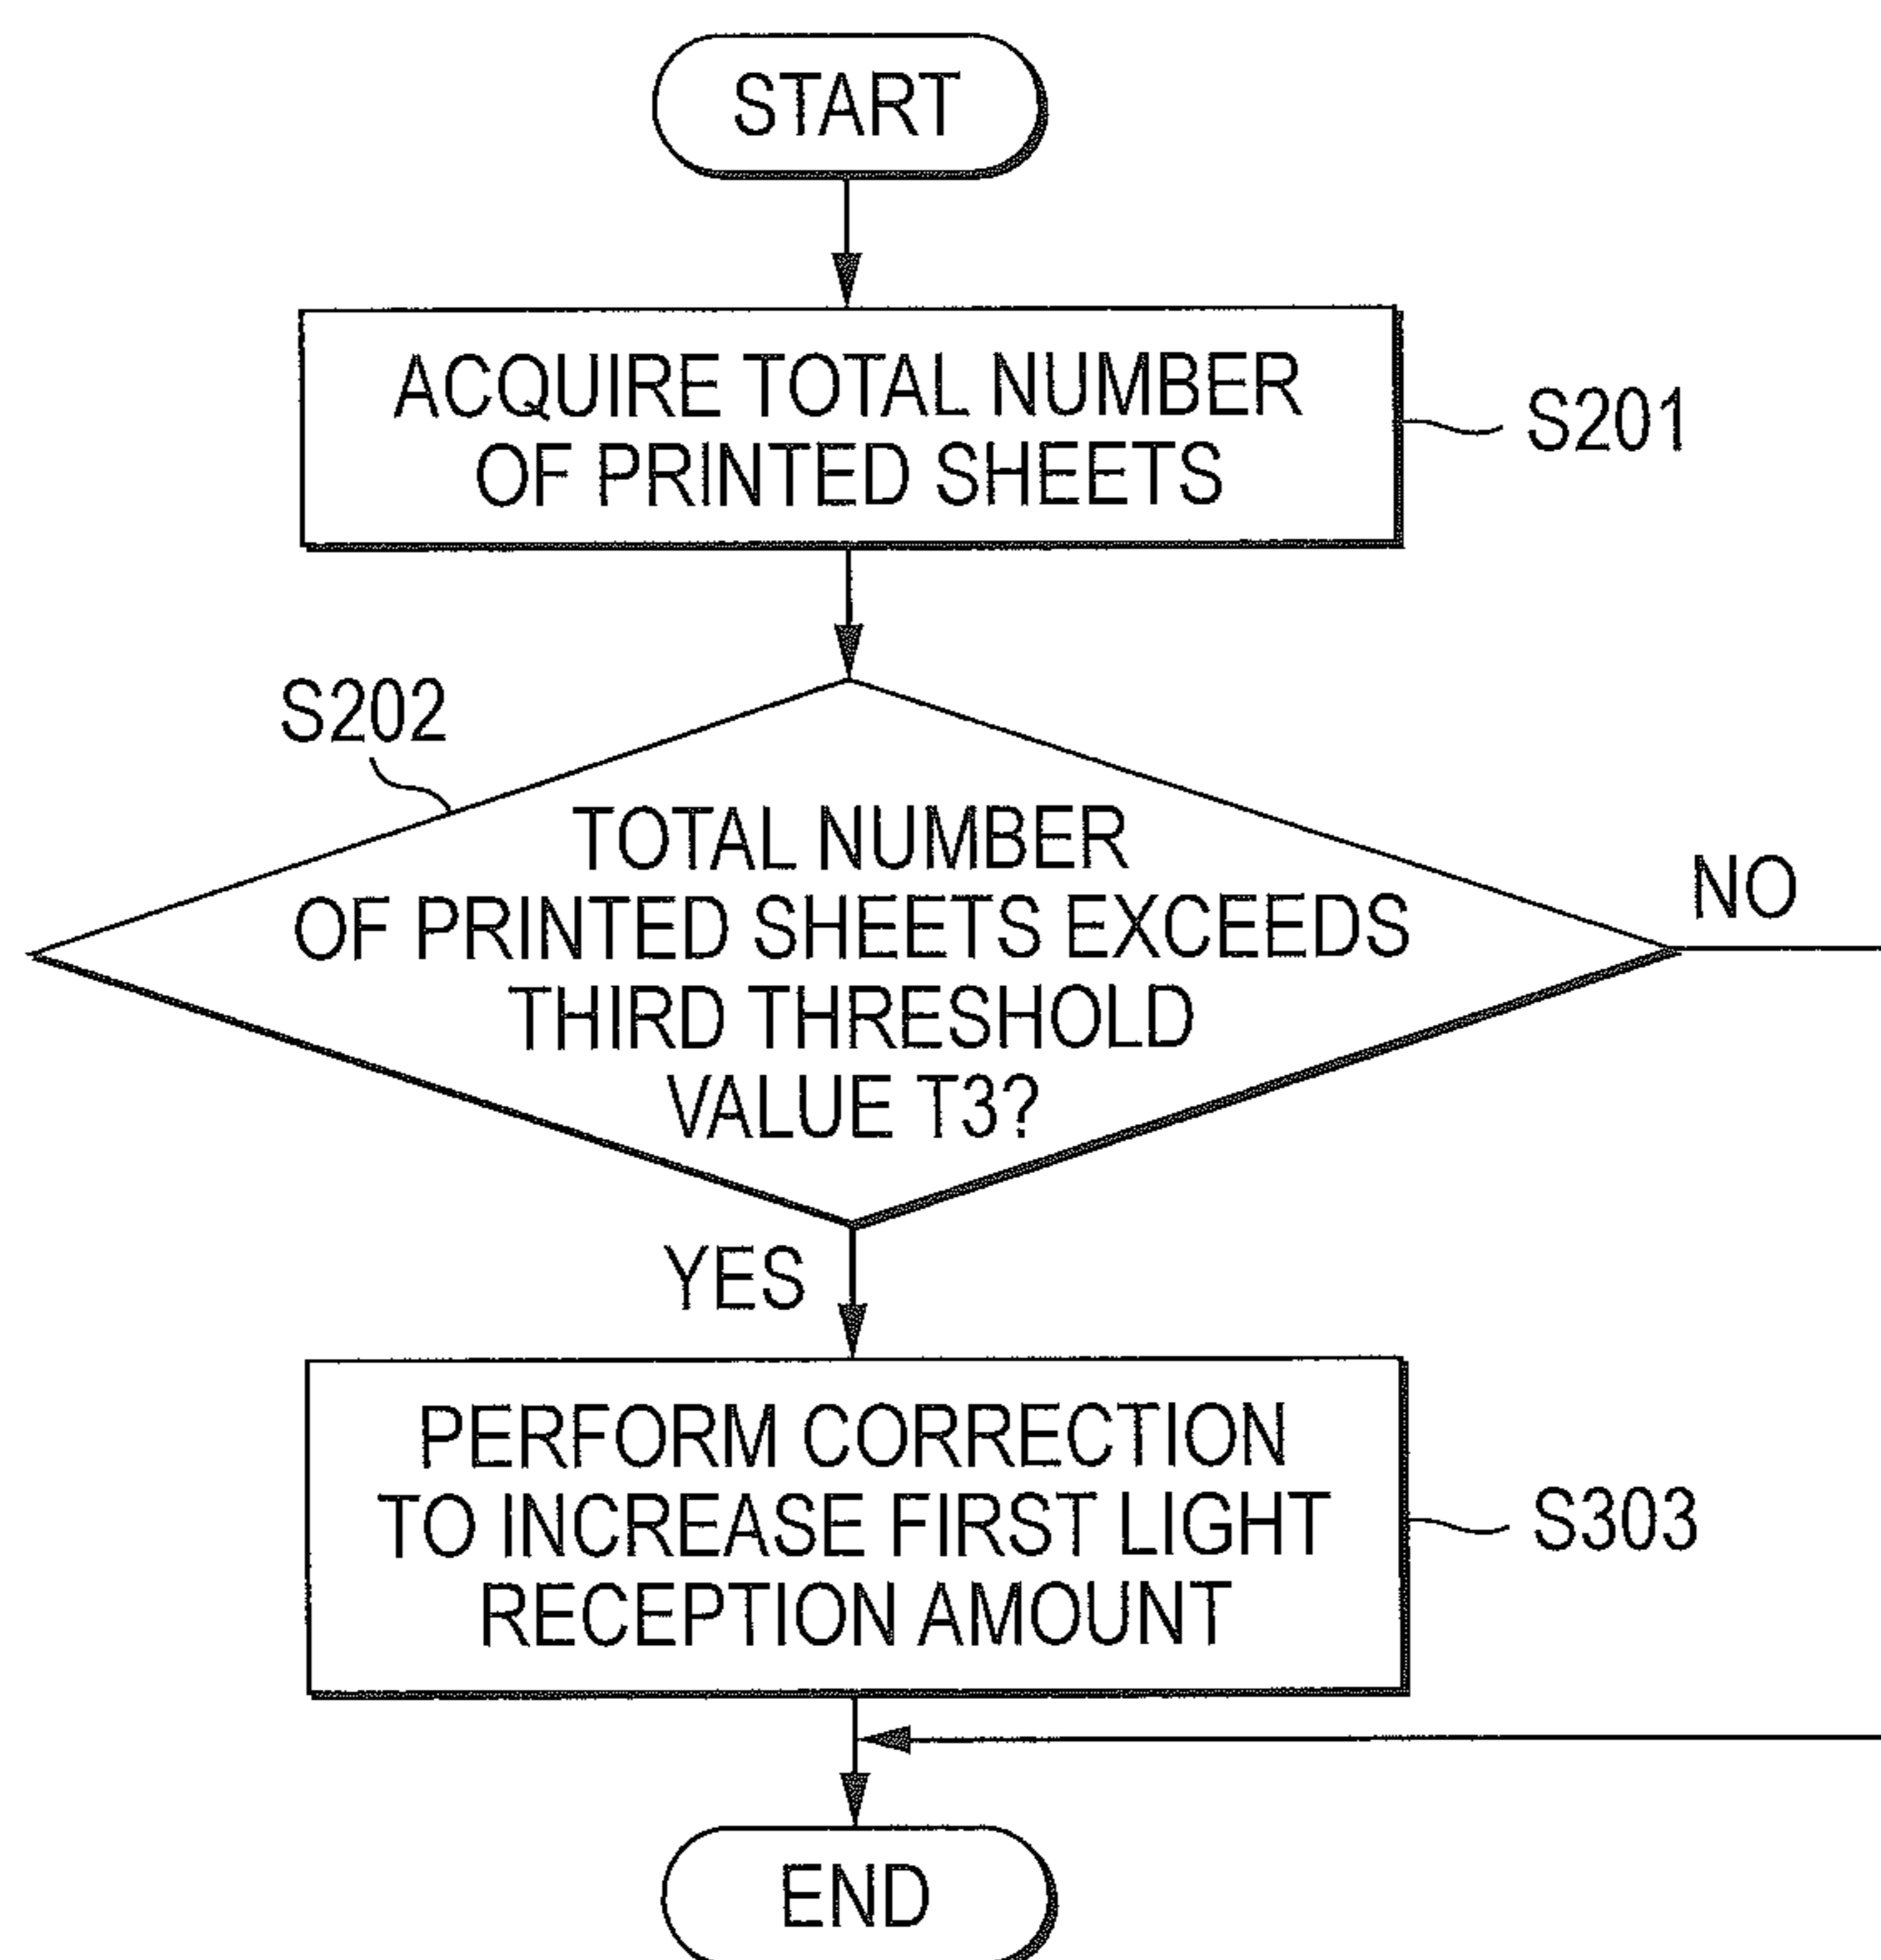 START
ACQUIRE TOTAL NUMBER
OF PRINTED SHEETS
S201
S202
TOTAL NUMBER
OF PRINTED SHEETS EXCEEDS
THIRD THRESHOLD
VALUE T3?
NO
YES
PERFORM CORRECTION
TO INCREASE FIRST LIGHT
RECEPTION AMOUNT
S303
END